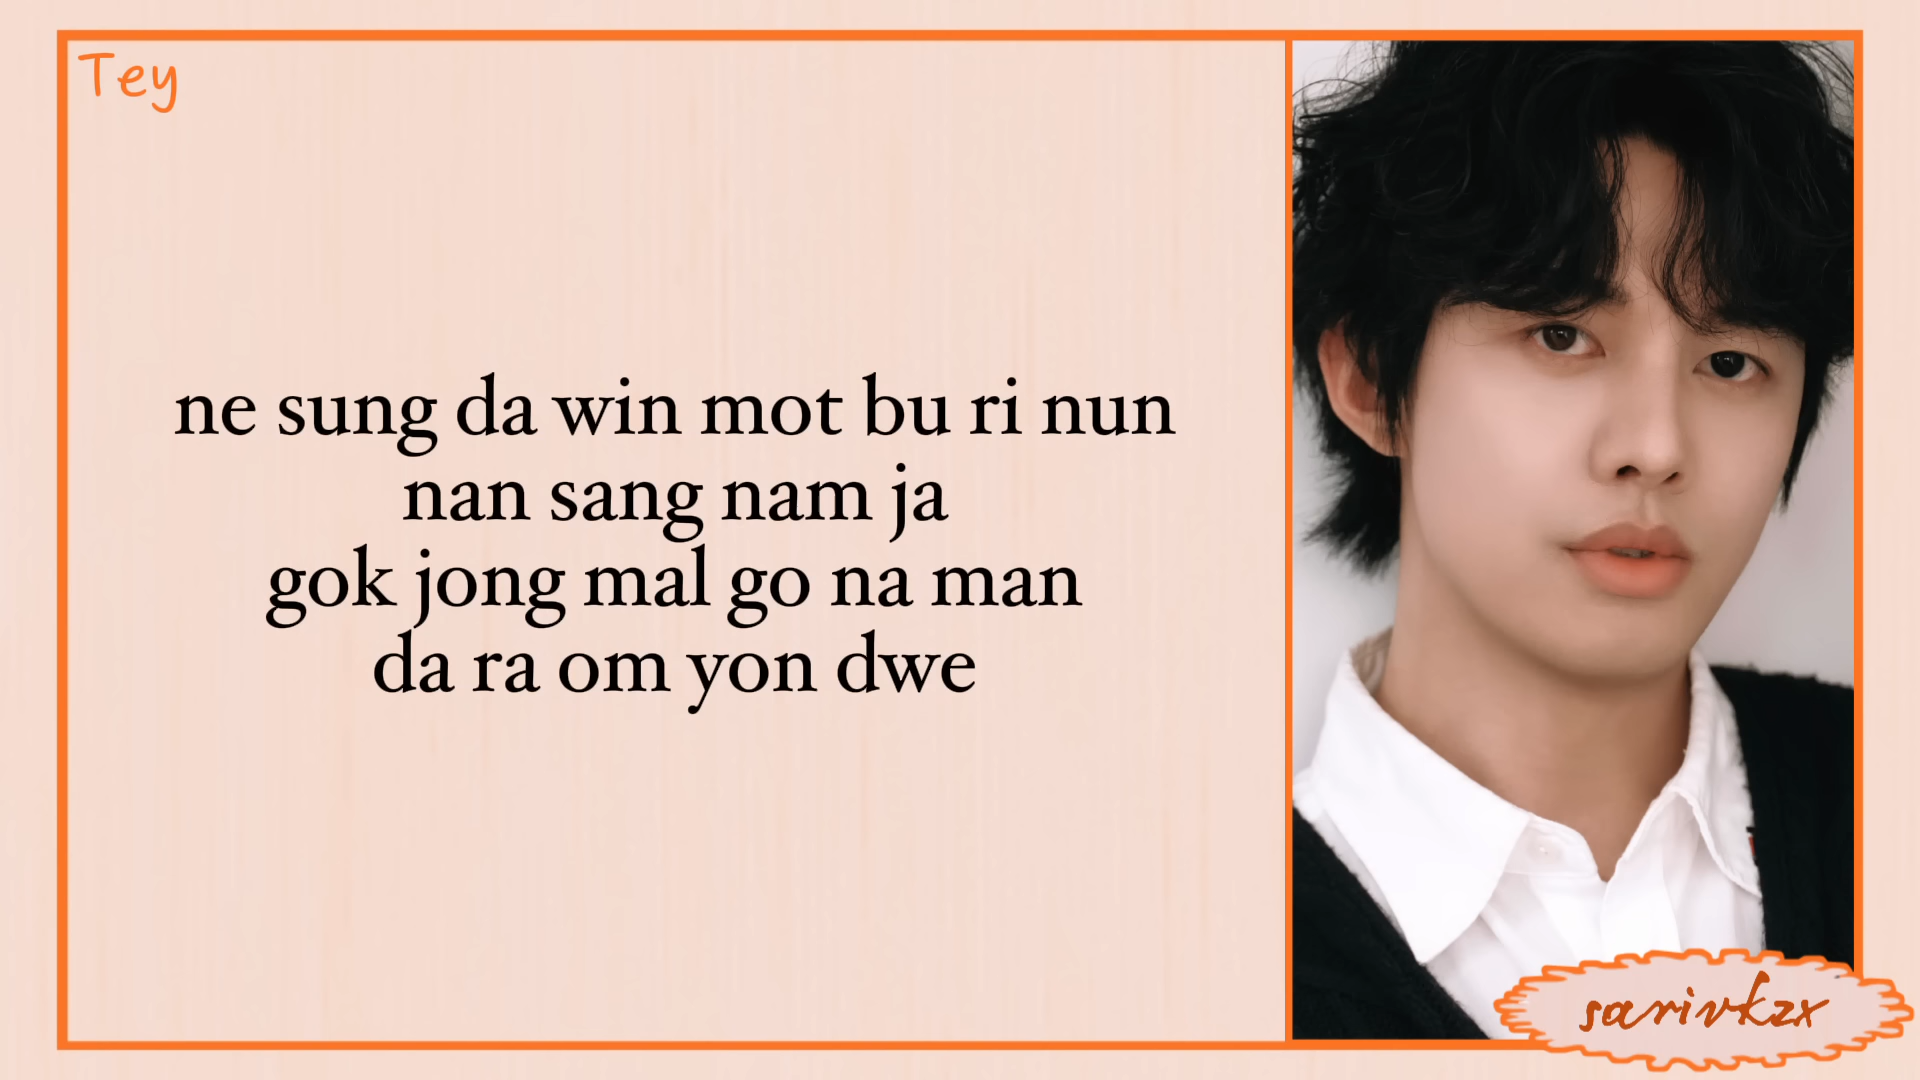 Tey
ne sung da win mot bu ri nun
nan sang nam ja
gok jong mal go na man
da ra om yon dwe
sarivkzx